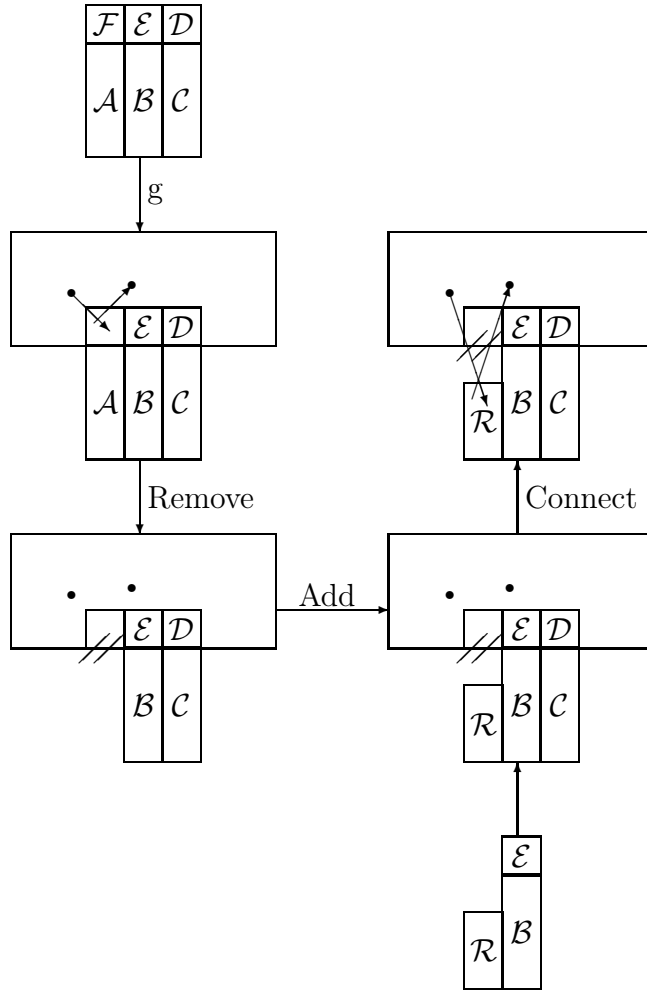 ℱ ℰ 𝒟
𝒜 ℬ 𝒞
g
ℰ 𝒟
𝒜 ℬ 𝒞
ℰ 𝒟
ℛ ℬ 𝒞
Remove
Connect
ℰ 𝒟
ℬ 𝒞
Add
ℰ 𝒟
ℛ ℬ 𝒞
ℰ
ℛ ℬ